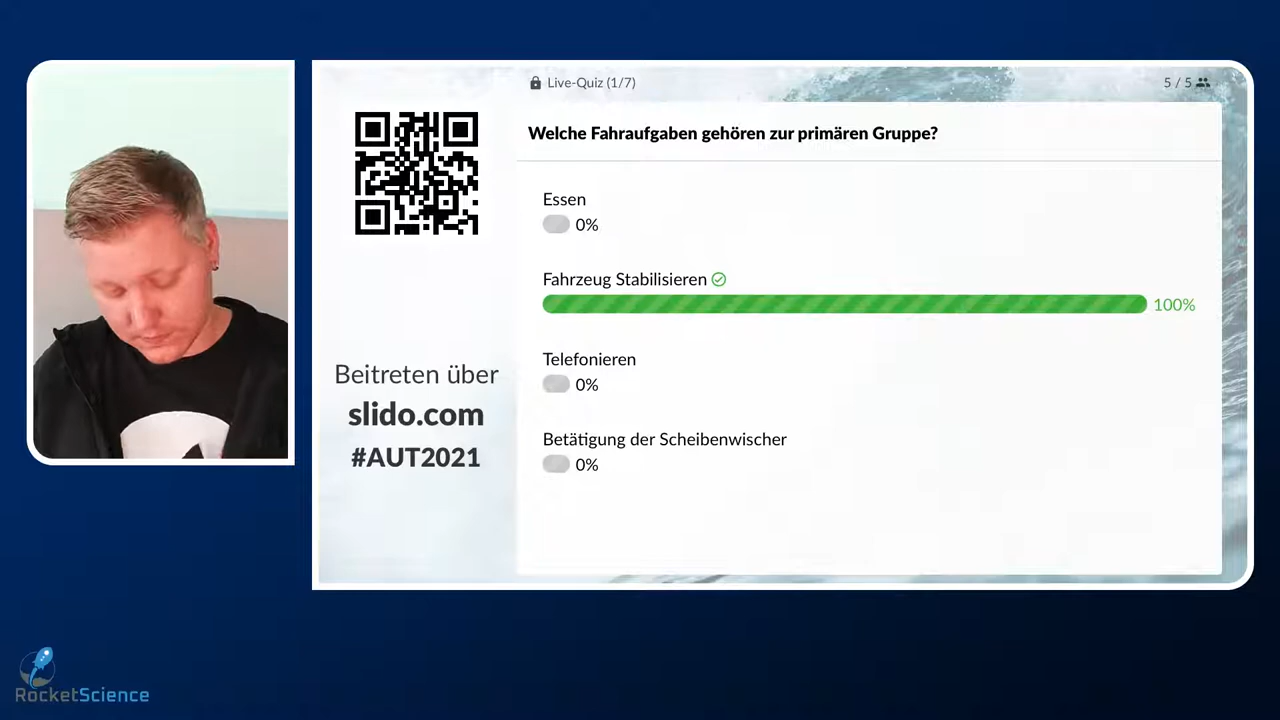 Live-Quiz (1/7)
5 / 5
Welche Fahraufgaben gehören zur primären Gruppe?
Essen
0%
Fahrzeug Stabilisieren
100%
Telefonieren
0%
Betätigung der Scheibenwischer
0%
Beitreten über
slido.com
#AUT2021
RocketScience